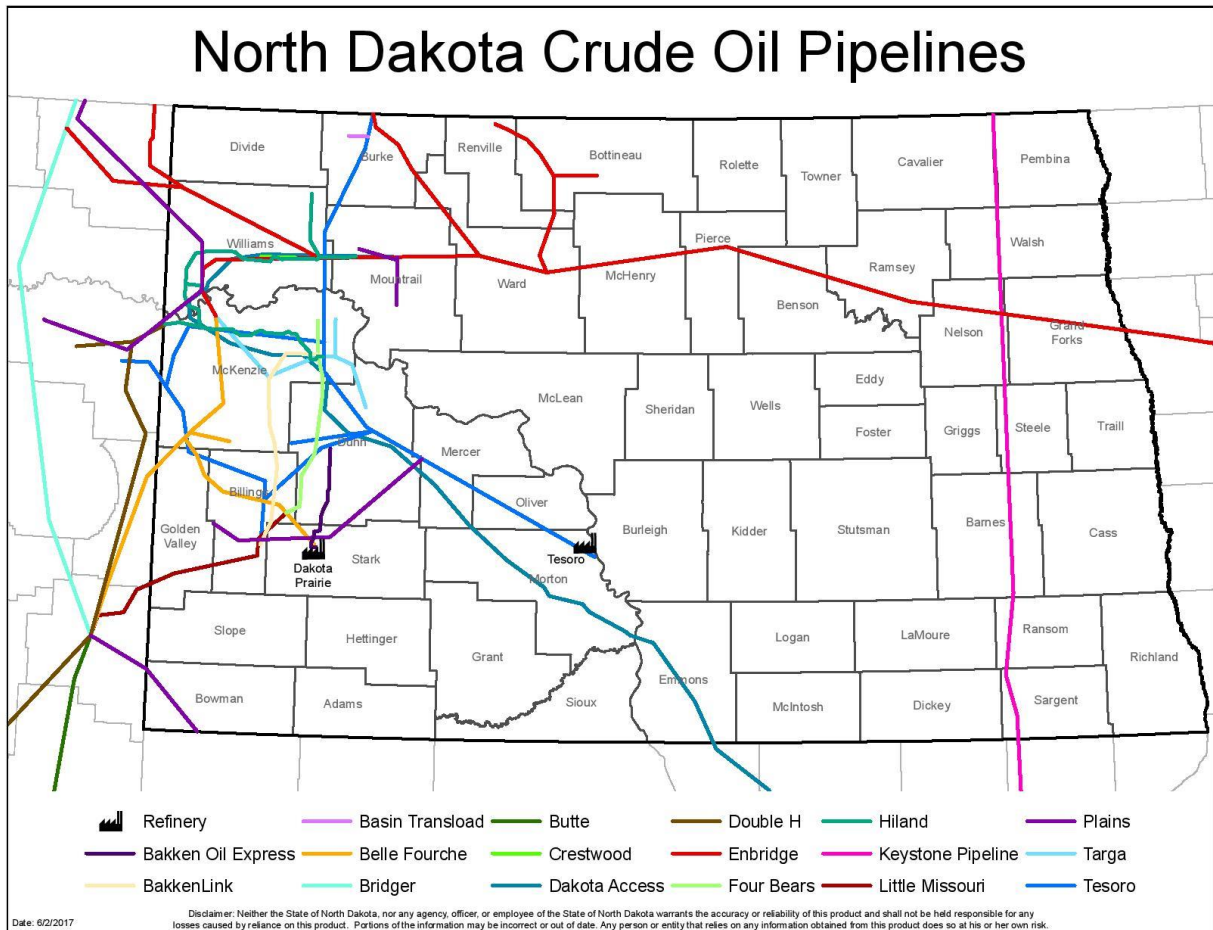 North Dakota Crude Oil Pipelines
Divide
Burke
Renville
Bottineau
Rolette
Towner
Cavalier
Pembina
Williams
Mountrail
Ward
McHenry
Pierce
Benson
Ramsey
Walsh
Nelson
Grand
Forks
McKenzie
McLean
Sheridan
Wells
Eddy
Foster
Griggs
Steele
Traill
Dunn
Mercer
Oliver
Billings
Golden
Valley
Stark
Dakota
Prairie
Tesoro
Morton
Burleigh
Kidder
Stutsman
Barnes
Cass
Slope
Hettinger
Grant
Bowman
Adams
Sioux
Emmons
Logan
LaMoure
Ransom
Richland
McIntosh
Dickey
Sargent
Refinery
Basin Transload
Butte
Double H
Hiland
Plains
Bakken Oil Express
Belle Fourche
Crestwood
Enbridge
Keystone Pipeline
Targa
BakkenLink
Bridger
Dakota Access
Four Bears
Little Missouri
Tesoro
Date: 6/2/2017
Disclaimer: Neither the State of North Dakota, nor any agency, officer, or employee of the State of North Dakota warrants the accuracy or reliability of this product and shall not be held responsible for any
losses caused by reliance on this product. Portions of the information may be incorrect or out of date. Any person or entity that relies on any information obtained from this product does so at his or her own risk.